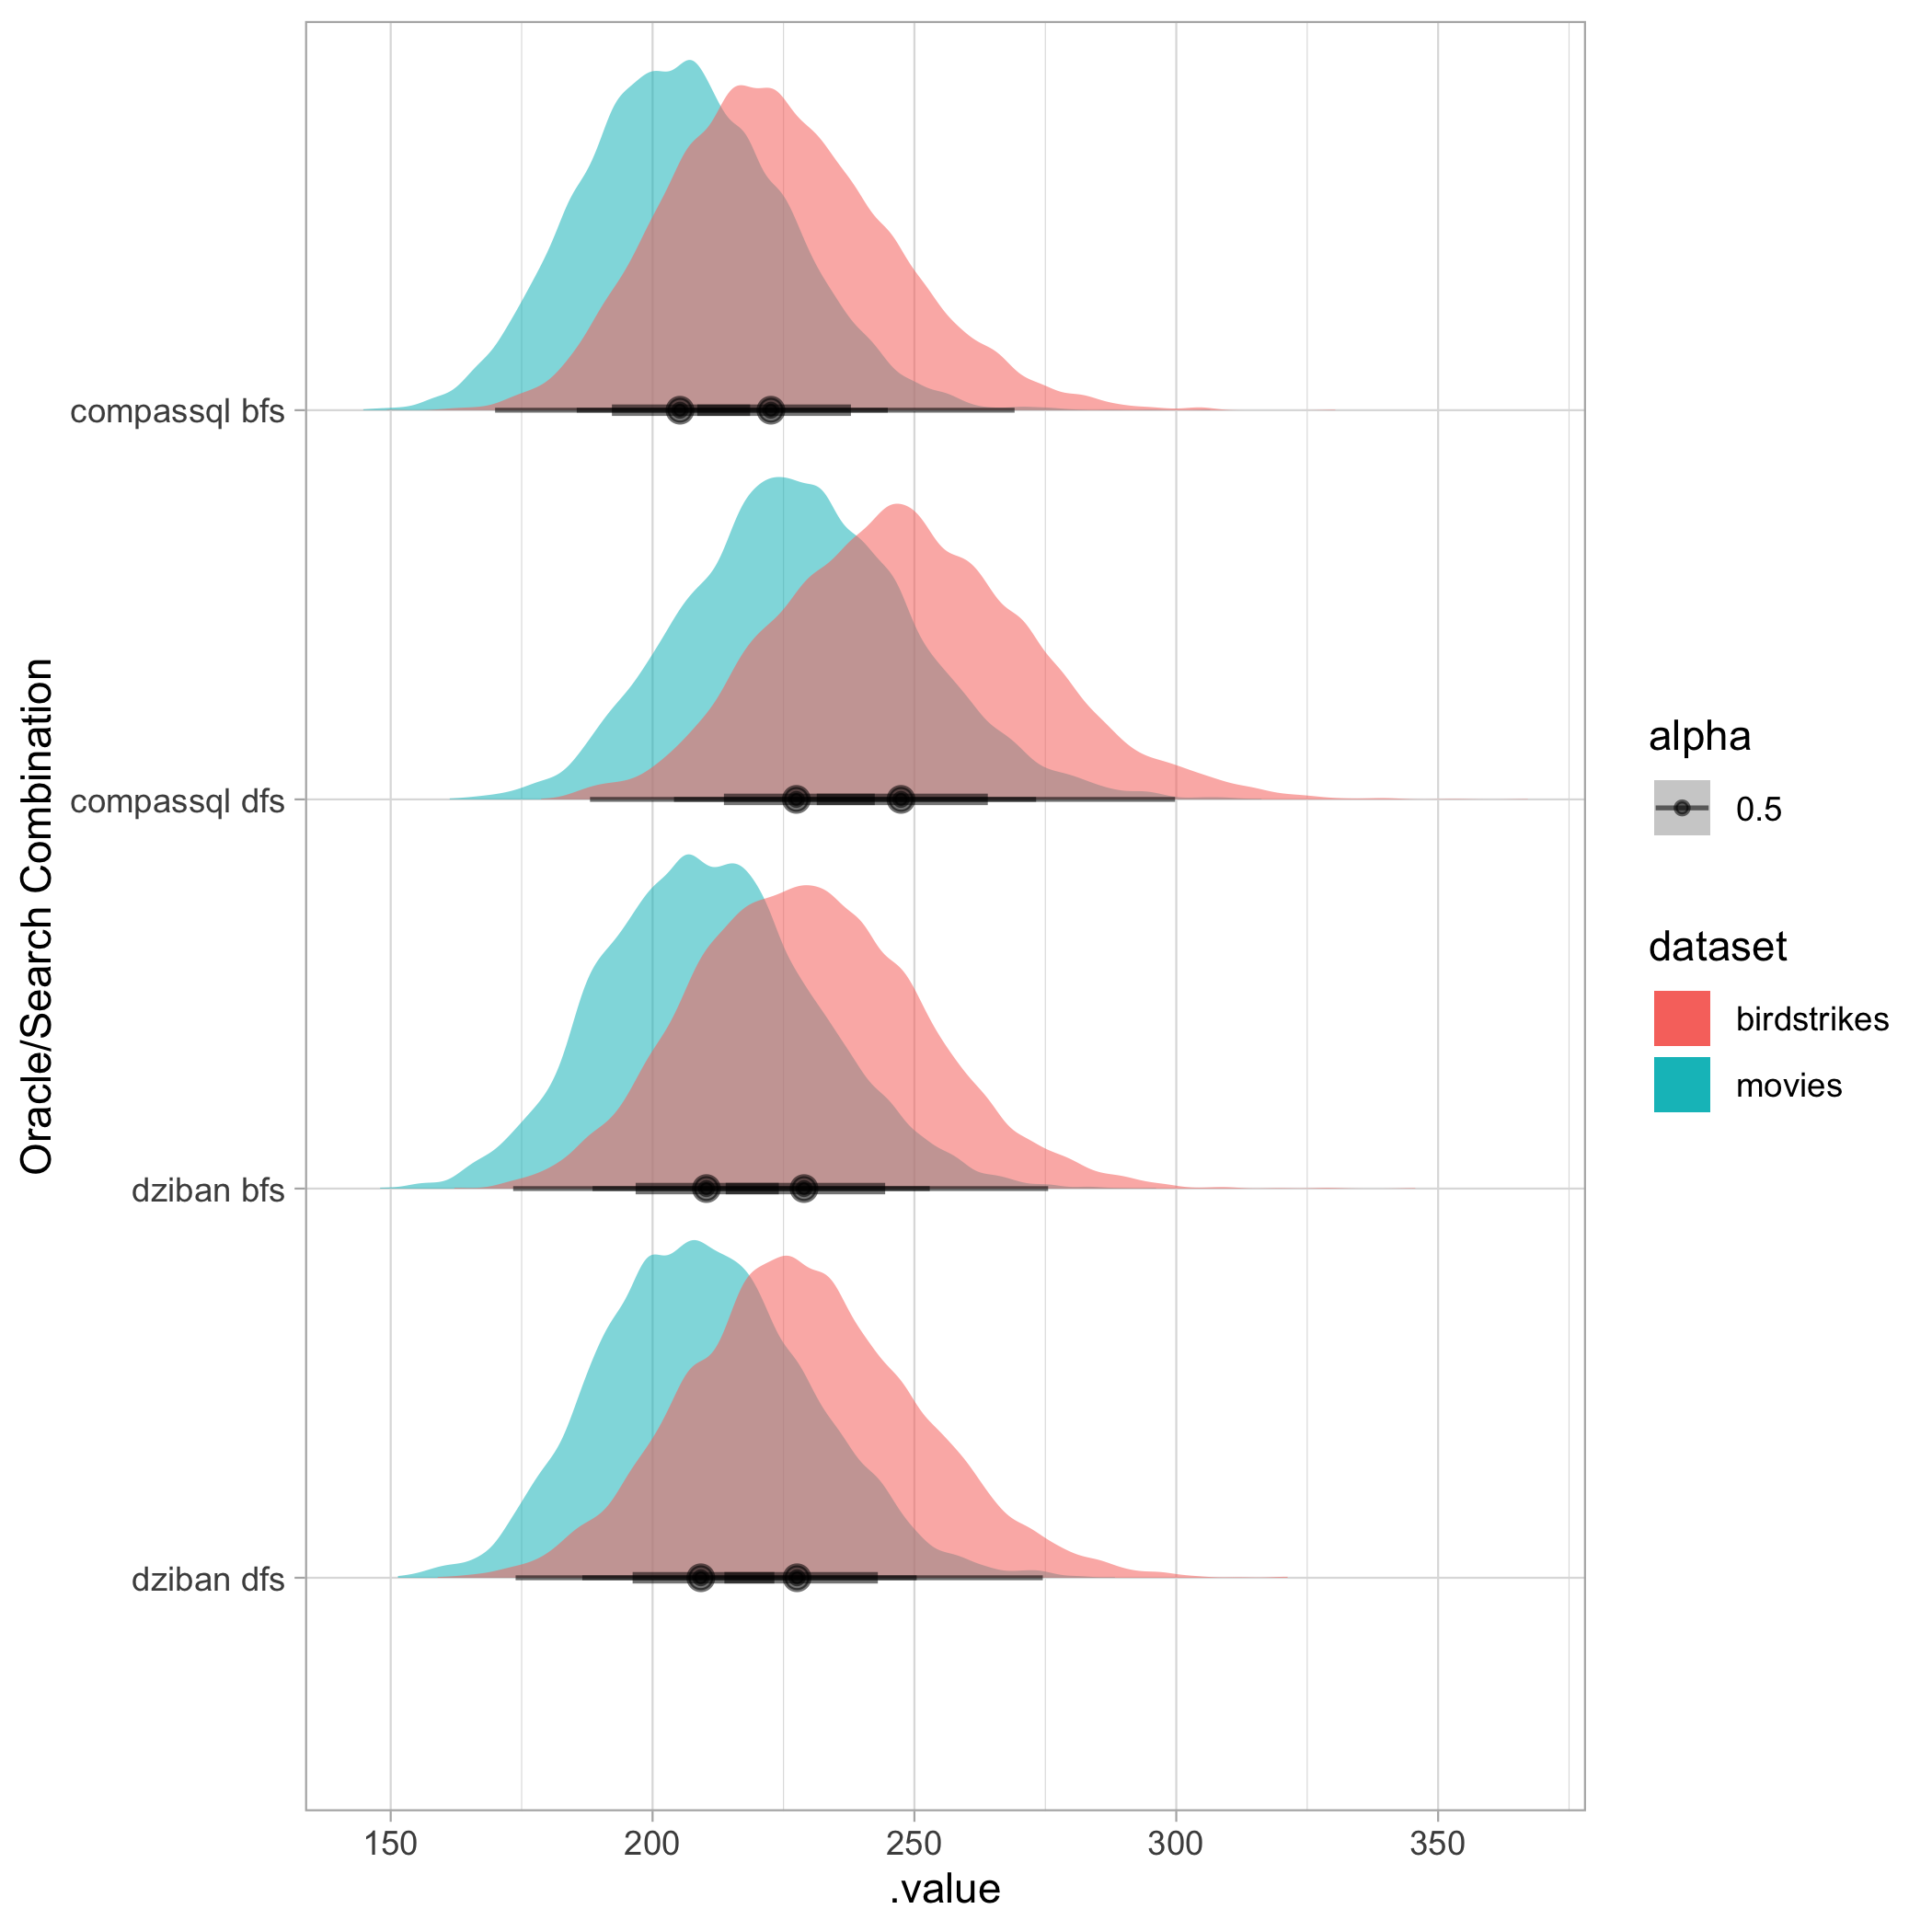 Oracle/Search Combination
compassql bfs
compassql dfs
dziban bfs
dziban dfs
150 200 250 300 350
.value
alpha
0.5
dataset
birdstrikes
movies